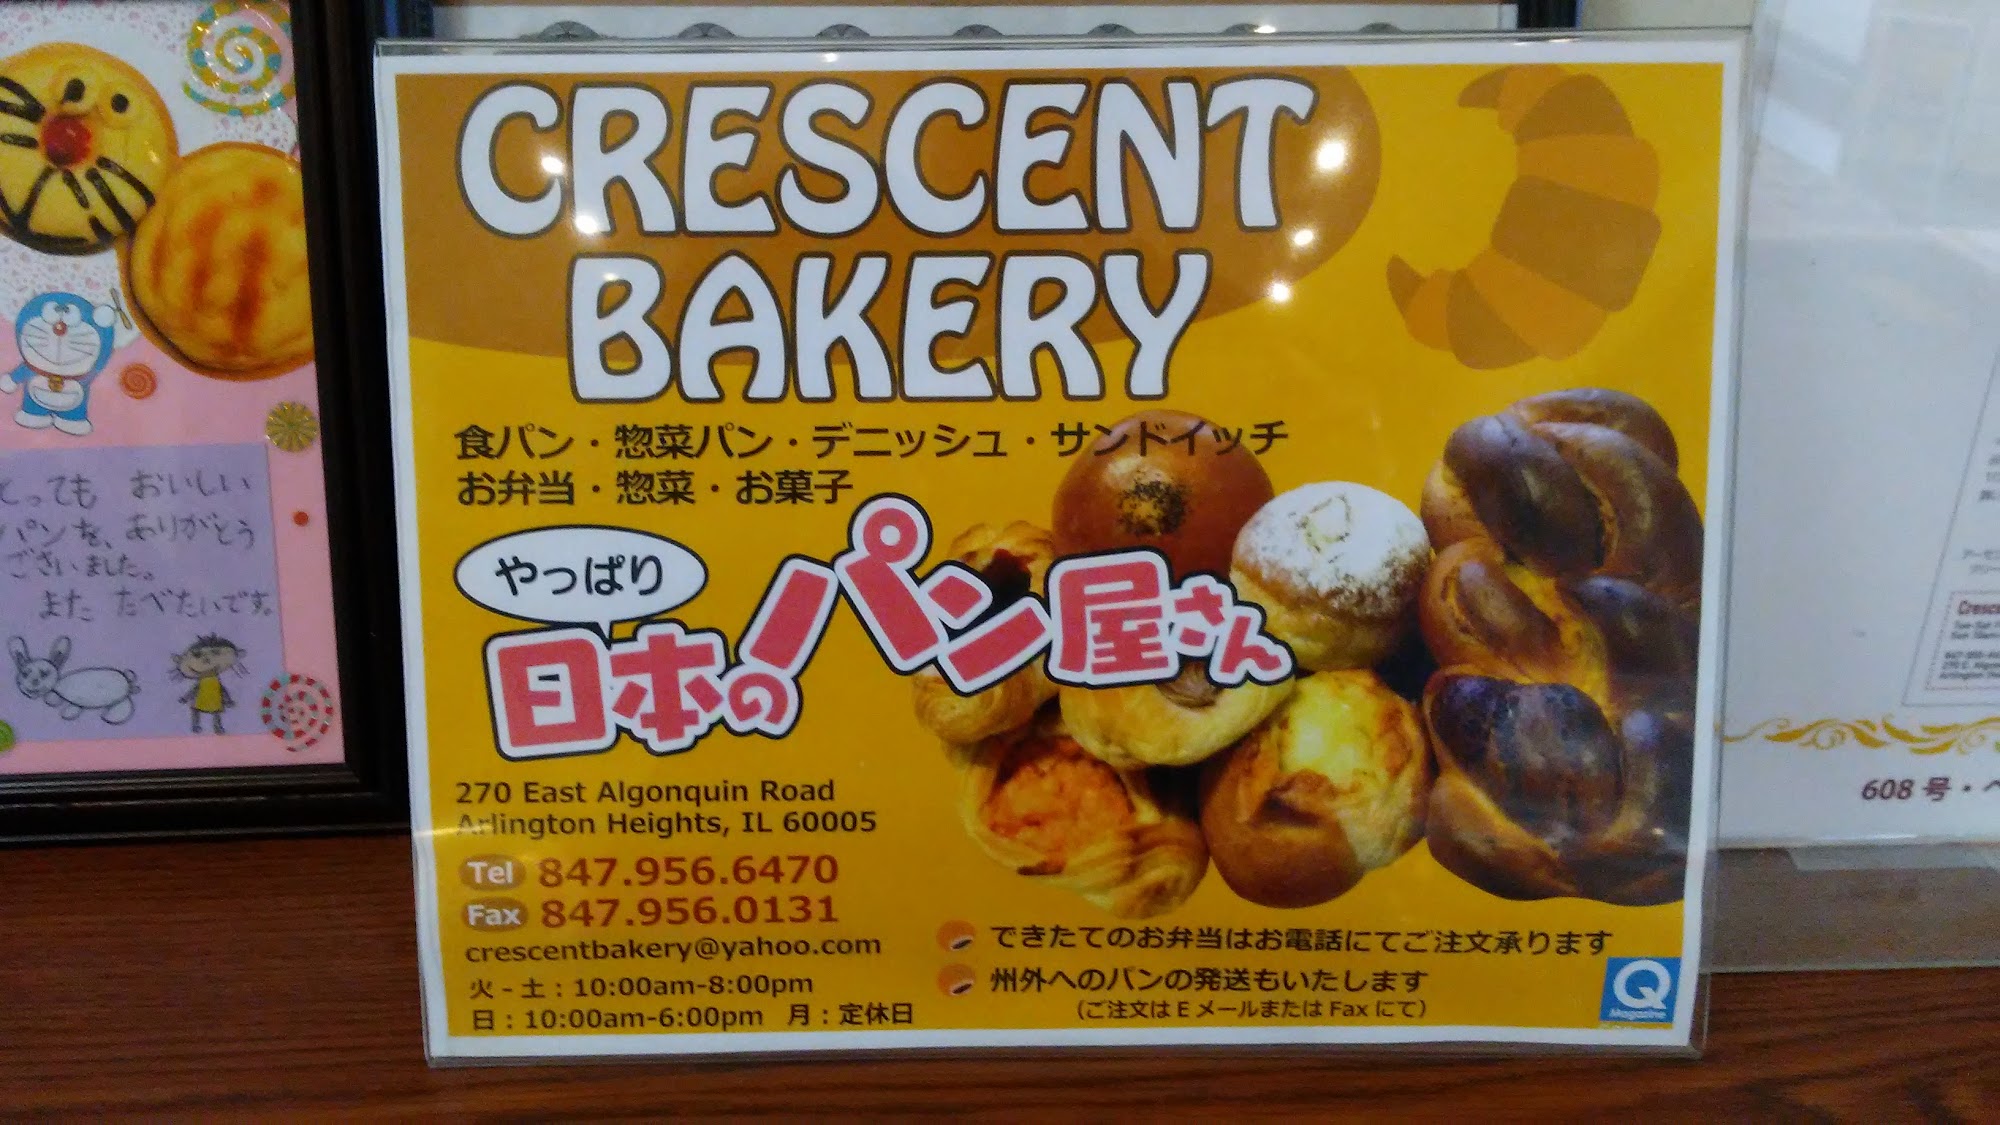 CRESCENT
BAKERY
食パン・惣菜パン・デニッシュ・サンドイッチ
お弁当・惣菜・お菓子
やっぱり
日本のパン屋さん
270 East Algonquin Road
Arlington Heights, IL 60005
Tel 847.956.6470
Fax 847.956.0131
crescentbakery@yahoo.com
火-土:10:00am-8:00pm
日:10:00am-6:00pm 月:定休日
できたてのお弁当はお電話にてご注文承ります
州外へのパンの発送もいたします
(ご注文はEメールまたはFaxにて)
Q
Magazine
とっても おいしい
パンを、ありがとう
ございました。
また たべたいです。
608号・ペ